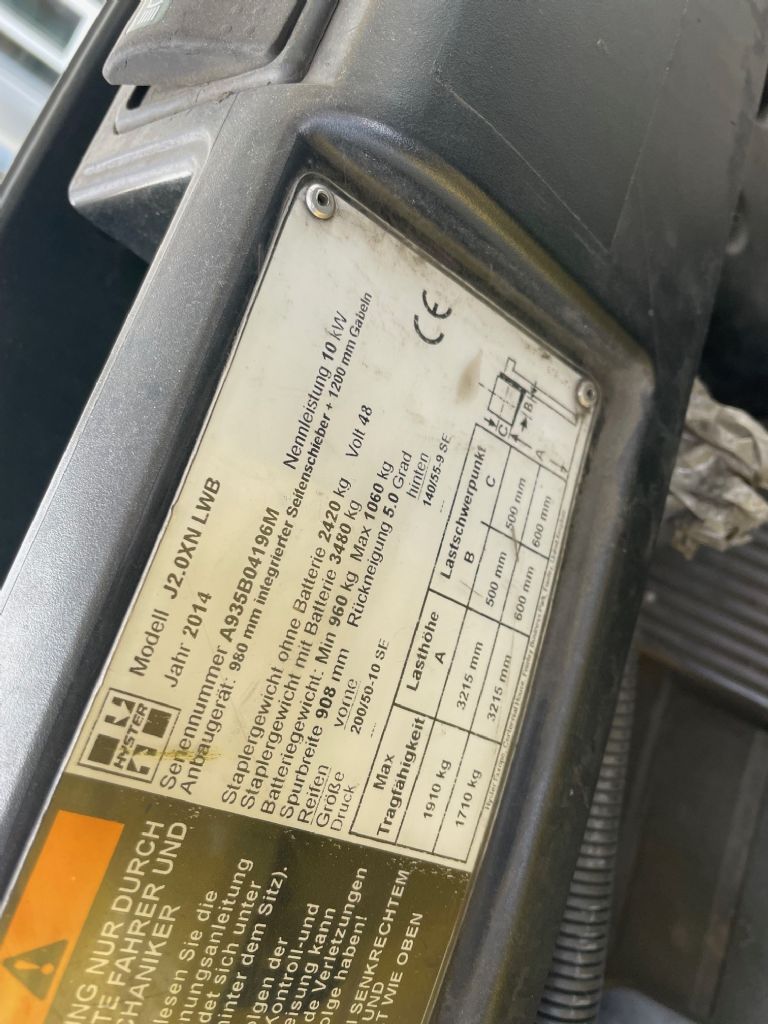 HYSTER
Modell J2.0XN LWB
Jahr 2014
Seriennummer A935B04196M
Nennleistung 10 kW
Anbaugerät: 980 mm integrierter Seitenschieber + 1200 mm Gabeln
CE
Staplergewicht ohne Batterie 2420 kg
Volt 48
Staplergewicht mit Batterie 3480 kg
Batteriegewicht: Min 960 kg Max 1060 kg
Spurbreite 908 mm Rückneigung 5.0 Grad
Reifen vorne hinten
Größe 200/50-10 SE 140/55-9 SE
Druck
Max Tragfähigkeit Lasthöhe Lastschwerpunkt
A B C
1910 kg 3215 mm 500 mm 500 mm
1710 kg 3215 mm 600 mm 600 mm
C B A
NG NUR DURCH
TE FAHRER UND
CHANIKER
lesen Sie die
nungsanleitung
det sich unter
hinter dem Sitz).
olgen der
Kontroll-und
eisung kann
de Verletzungen
olge haben!
SENKRECHTEM
UND
T WIE OBEN